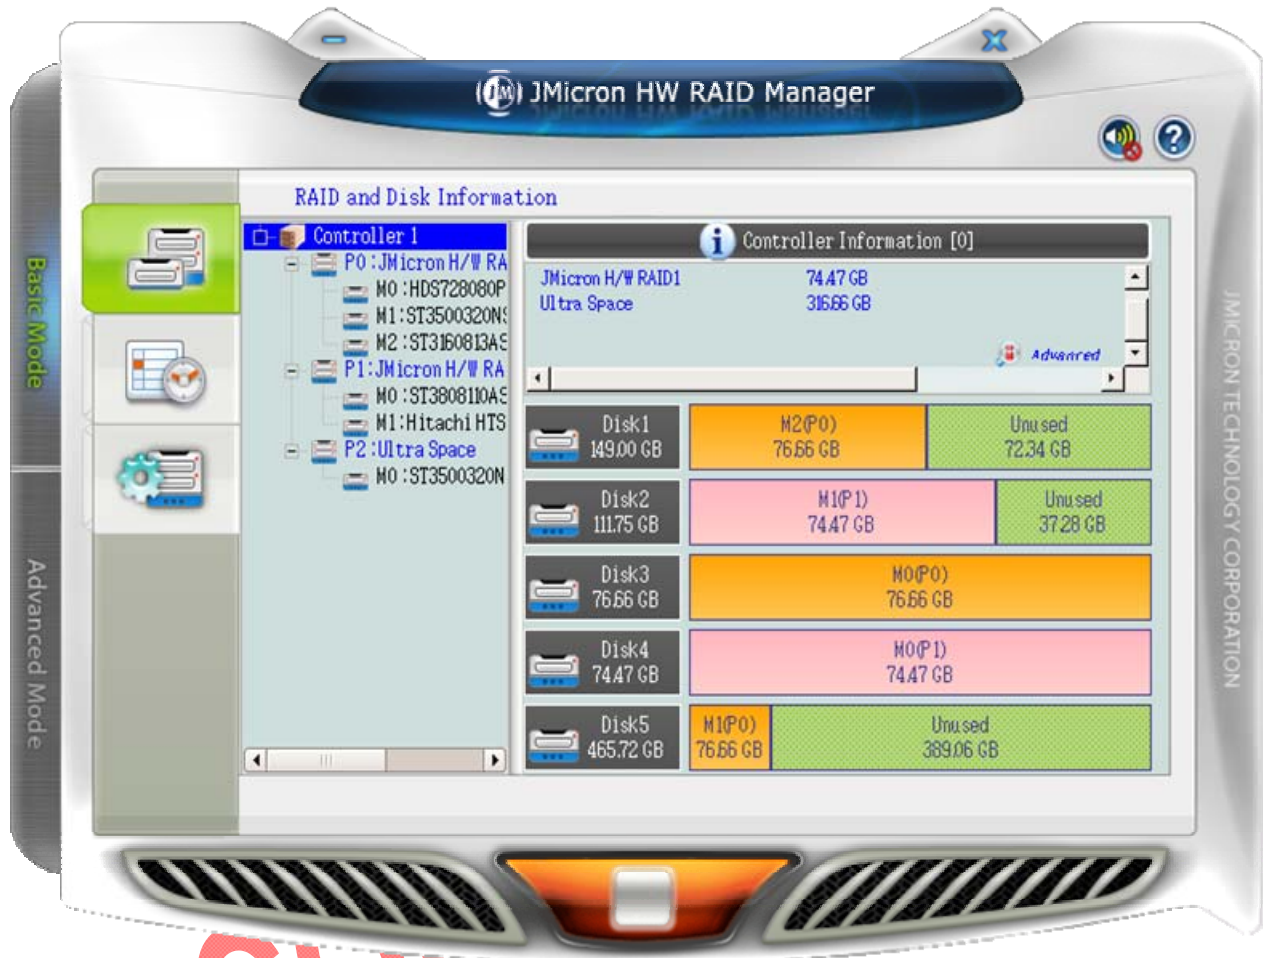 JMicron HW RAID Manager
RAID and Disk Information
Basic Mode
Advanced Mode
Controller 1
P0:JMicron H/W RA
M0:HDS728080P
M1:ST3500320NS
M2:ST3160813AS
P1:JMicron H/W RA
M0:ST3808110AS
M1:Hitachi HTS
P2:Ultra Space
M0:ST3500320N
Controller Information [0]
JMicron H/W RAID1 74.47 GB
Ultra Space 316.66 GB
Advanced
Disk1
149.00 GB
M2(P0)
76.66 GB
Unused
72.34 GB
Disk2
111.75 GB
M1(P1)
74.47 GB
Unused
37.28 GB
Disk3
76.66 GB
M0(P0)
76.66 GB
Disk4
74.47 GB
M0(P1)
74.47 GB
Disk5
465.72 GB
M1(P0)
76.66 GB
Unused
389.06 GB
JMICRON TECHNOLOGY CORPORATION